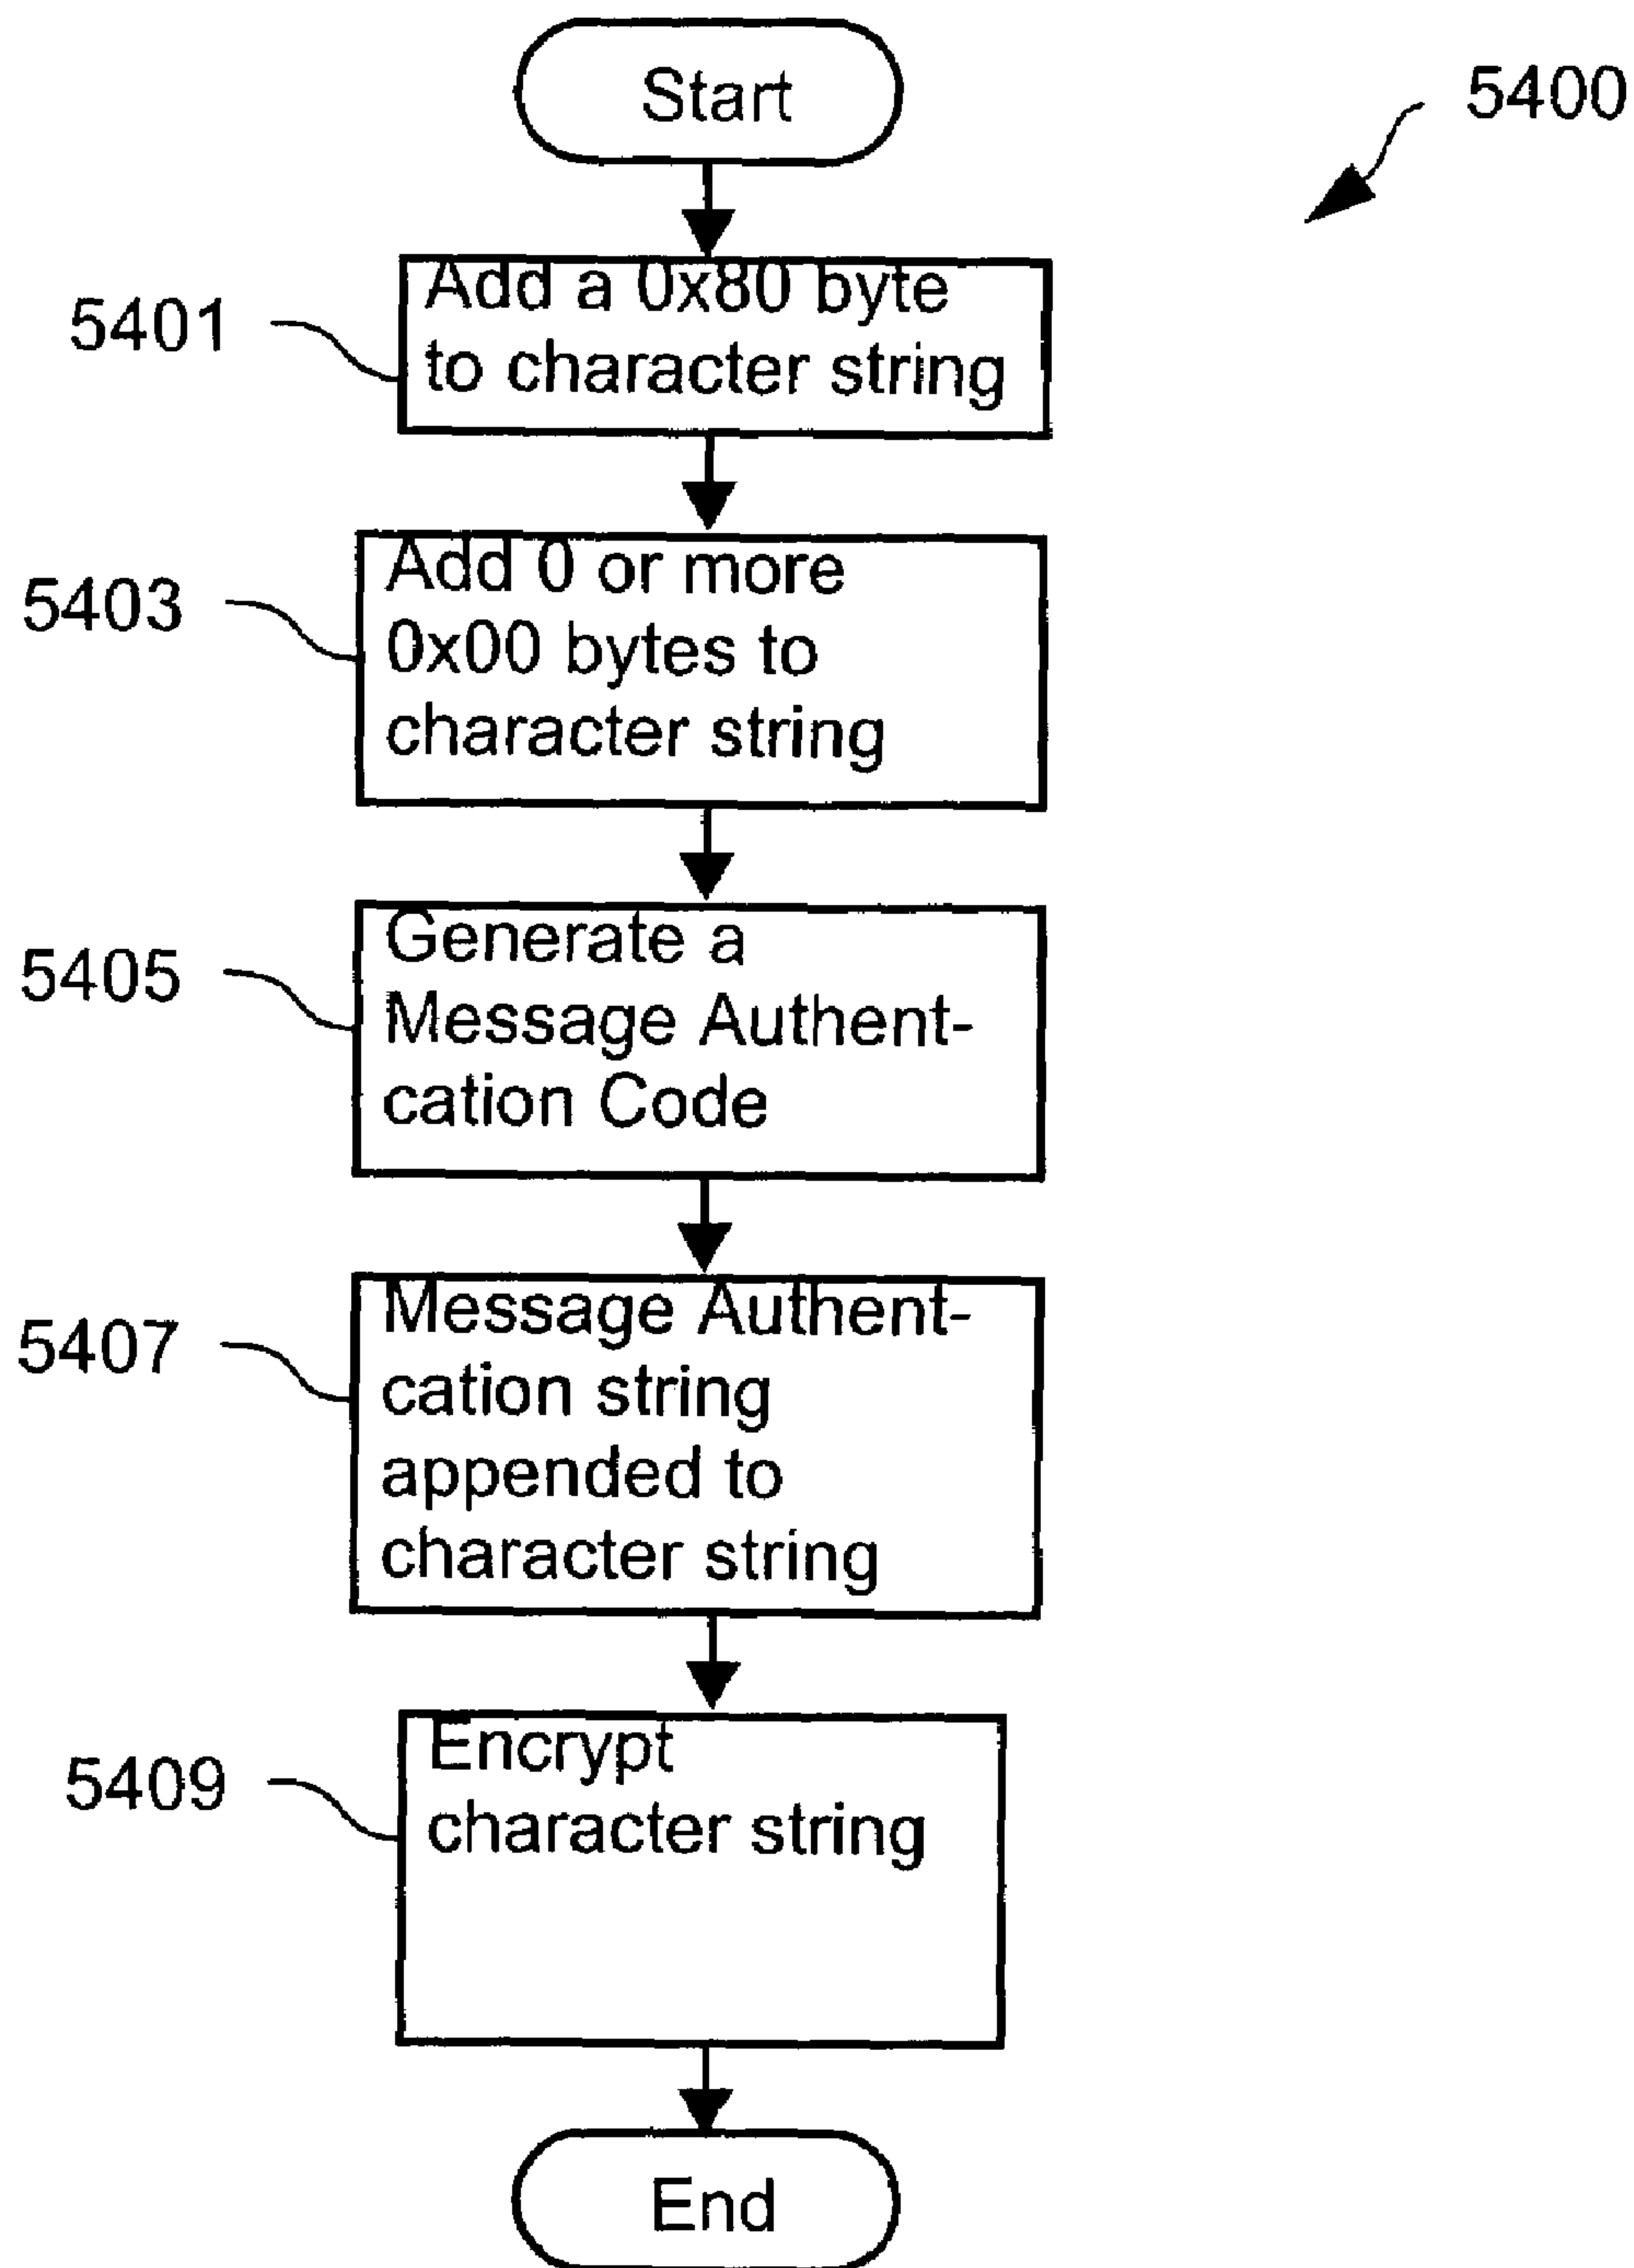 Start
5400
5401
Add a 0x80 byte
to character string
5403
Add 0 or more
0x00 bytes to
character string
5405
Generate a
Message Authent-
cation Code
5407
Message Authent-
cation string
appended to
character string
5409
Encrypt
character string
End